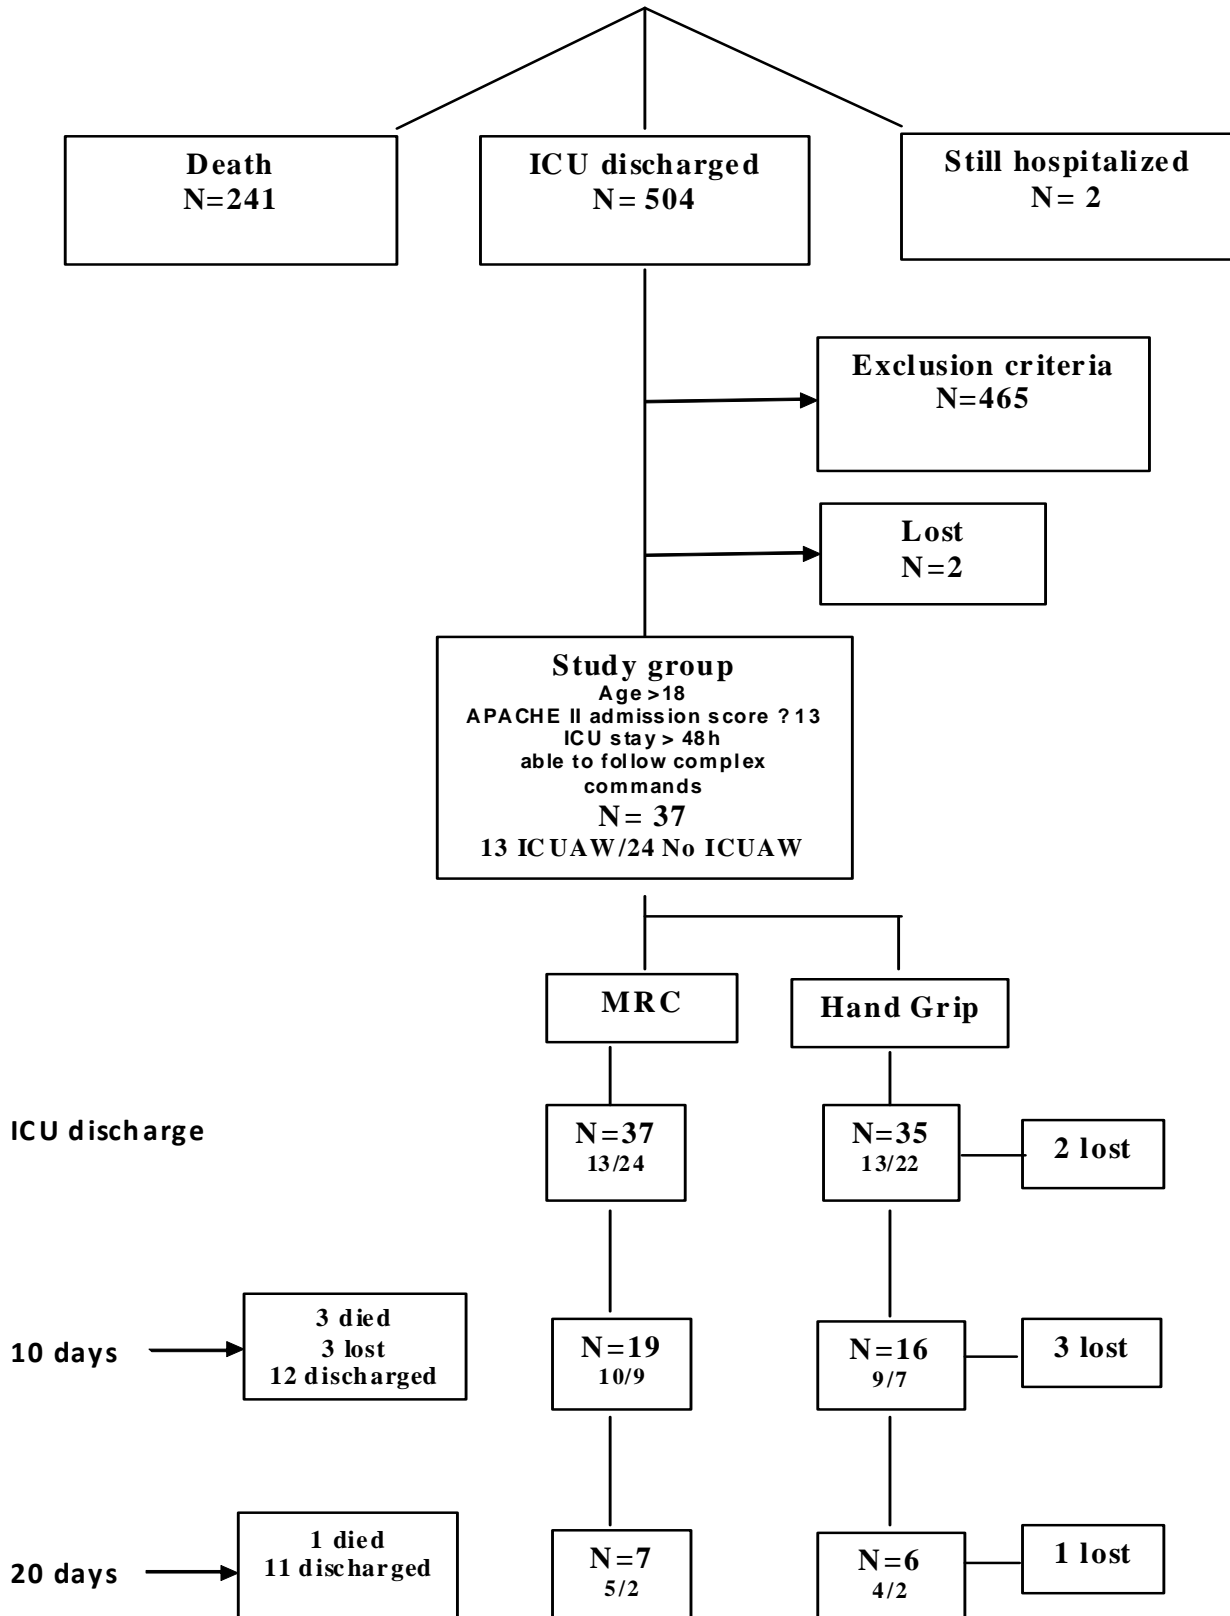 Death
N=241
ICU discharged
N= 504
Still hospitalized
N= 2
Exclusion criteria
N=465
Lost
N=2
Study group
Age >18
APACHE II admission score ? 13
ICU stay > 48h
able to follow complex
commands
N= 37
13 ICUAW/24 No ICUAW
MRC
Hand Grip
ICU discharge
N=37
13/24
N=35
13/22
2 lost
10 days
3 died
3 lost
12 discharged
N=19
10/9
N=16
9/7
3 lost
20 days
1 died
11 discharged
N=7
5/2
N=6
4/2
1 lost